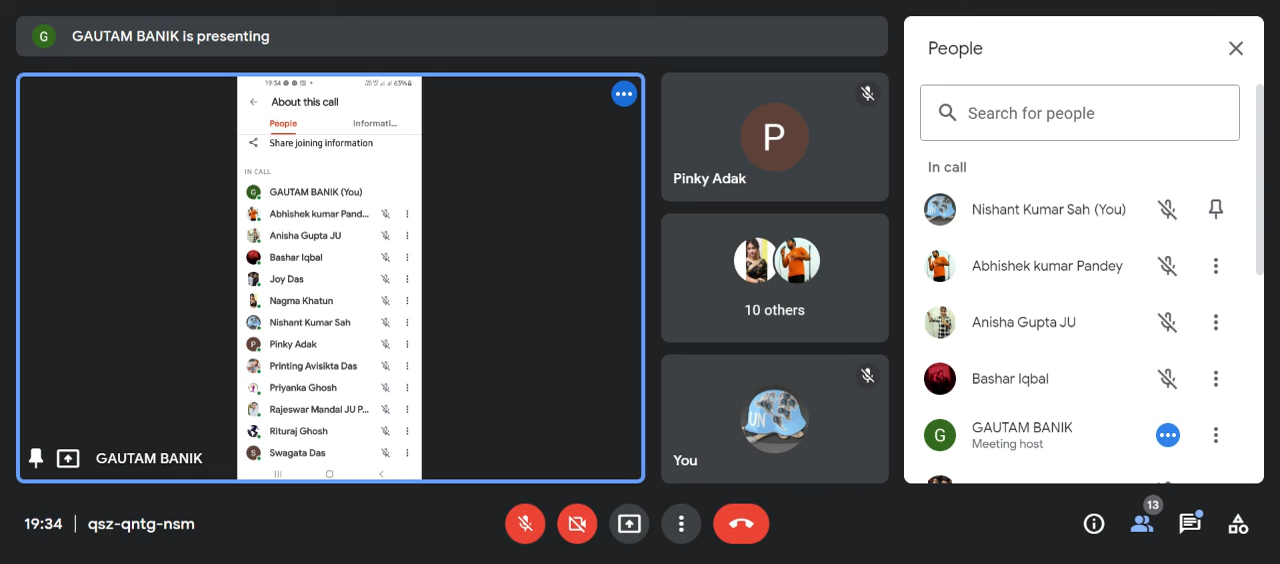 G GAUTAM BANIK is presenting
19:34
63%
About this call
People Informati...
Share joining information
IN CALL
G GAUTAM BANIK (You)
Abhishek kumar Pand...
Anisha Gupta JU
Bashar Iqbal
Joy Das
Nagma Khatun
Nishant Kumar Sah
P Pinky Adak
Printing Avisikta Das
Priyanka Ghosh
Rajeswar Mandal JU P...
Rituraj Ghosh
S Swagata Das
GAUTAM BANIK
P
Pinky Adak
10 others
UN
You
People
Search for people
In call
Nishant Kumar Sah (You)
Abhishek kumar Pandey
Anisha Gupta JU
Bashar Iqbal
G GAUTAM BANIK
Meeting host
19:34 | qsz-qntg-nsm
13